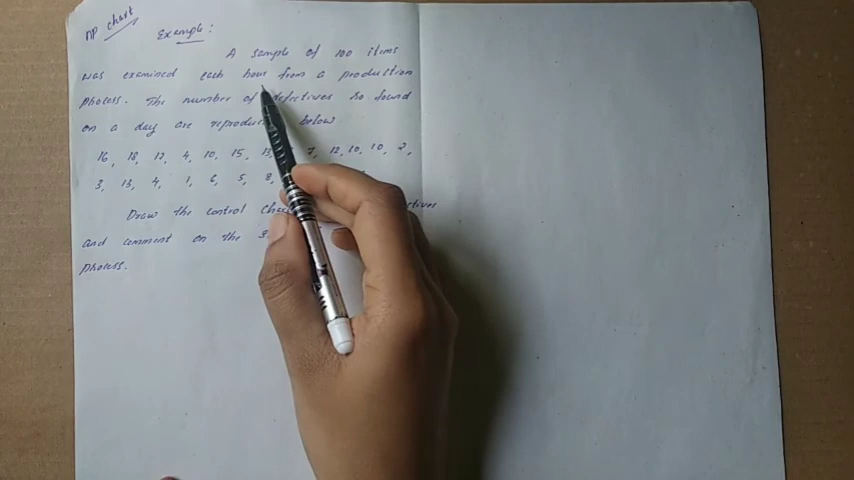 NP chart
Example:
A sample of 100 items
was examined each hour from a production
process. The number of defectives so found
on a day are reproduced below
16, 18, 17, 4, 10, 15, 7, 12, 10, 10, 2,
3, 13, 4, 1, 6, 5, 8,
Draw the control
and comment on the
process.